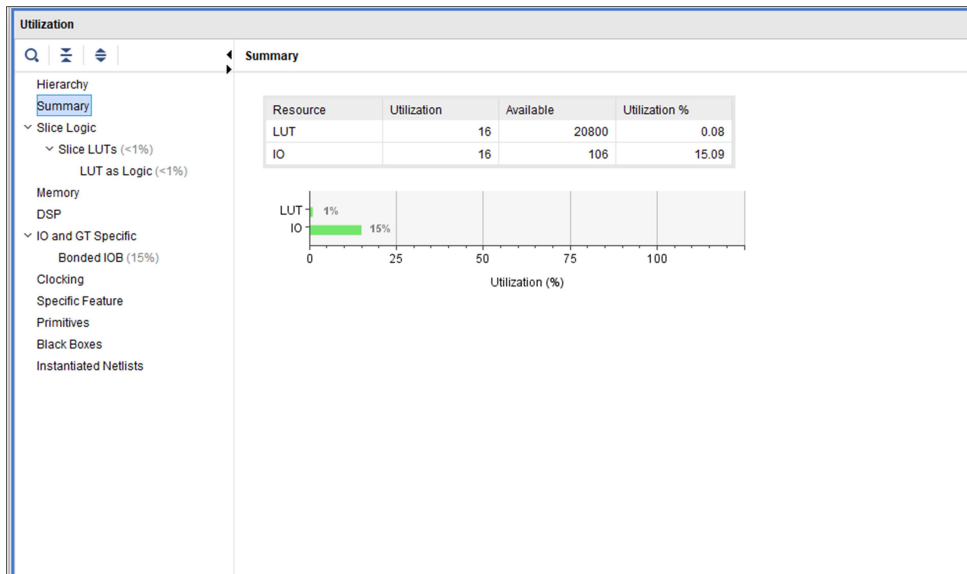 Utilization
Summary
Hierarchy
Summary
Slice Logic
Slice LUTs (<1%)
LUT as Logic (<1%)
Memory
DSP
IO and GT Specific
Bonded IOB (15%)
Clocking
Specific Feature
Primitives
Black Boxes
Instantiated Netlists
Resource Utilization Available Utilization %
LUT 16 20800 0.08
IO 16 106 15.09
LUT 1%
IO 15%
0 25 50 75 100
Utilization (%)